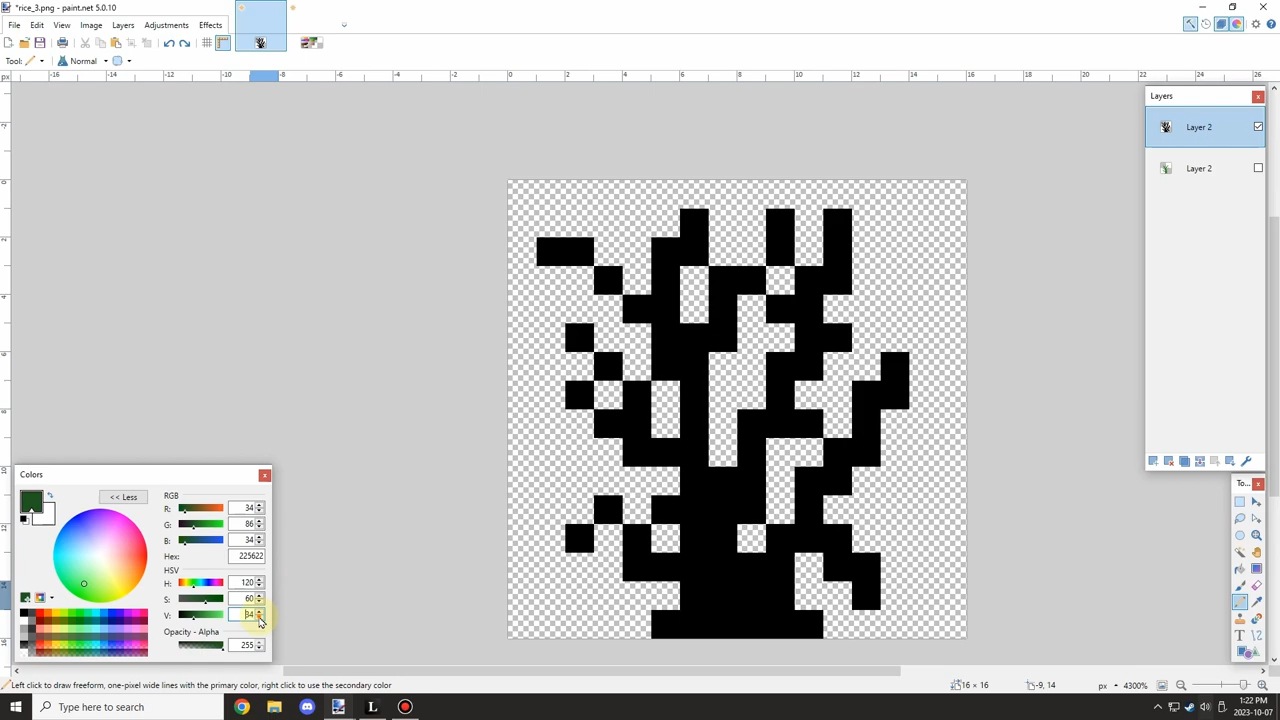 *rice_3.png - paint.net 5.0.10
File Edit View Image Layers Adjustments Effects
Tool: Normal
px -16 -14 -12 -10 -8 -6 -4 -2 0 2 4 6 8 10 12 14 16 18 20 22 24 26
Layers
Layer 2
Layer 2
Colors
<< Less
RGB
R: 34
G: 86
B: 34
Hex: 225622
HSV
H: 120
S: 60
V: 34
Opacity - Alpha
255
To...
Left click to draw freeform, one-pixel wide lines with the primary color, right click to use the secondary color
16 × 16
-9, 14
px
4300%
Type here to search
1:22 PM
2023-10-07